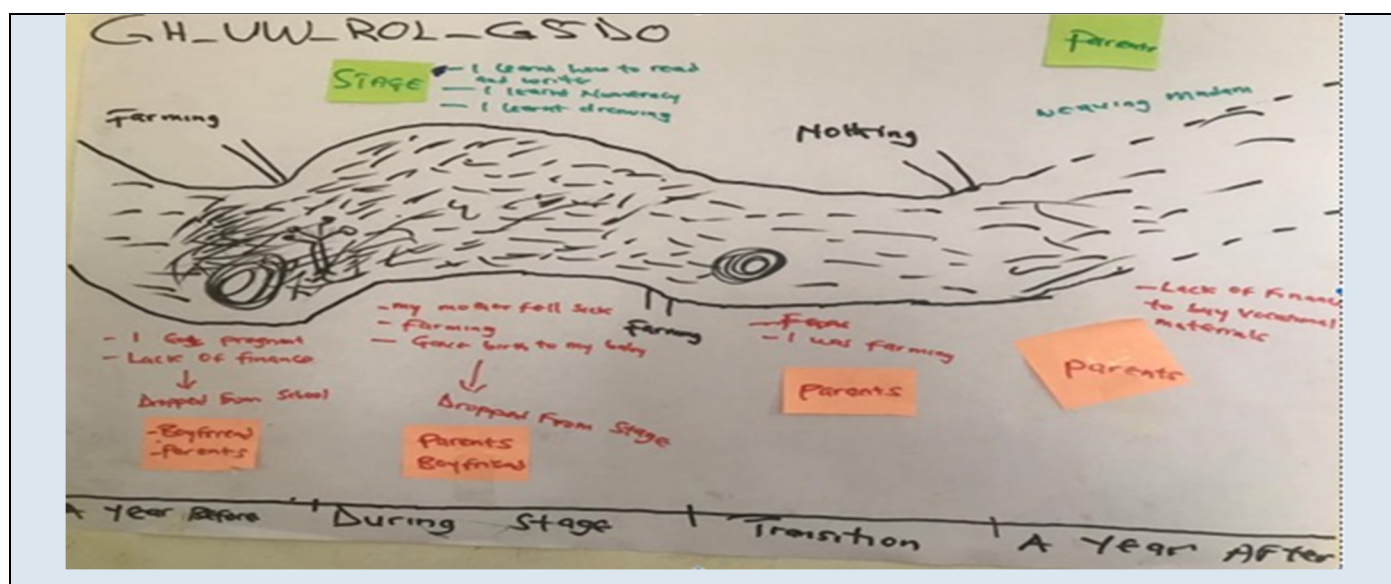 GH_UW_ROL_GSDO
Parents
STAGE
- I learnt how to read
and write
- I learnt Numeracy
- I learnt drawing
Farming
Nothing
Weaving Madam
- I got pregnant
- Lack of finance
Dropped from School
- Boyfriend
- Parents
- my mother fell sick
- farming
- Gave birth to my baby
Dropped from Stage
Parents
Boyfriend
Farming
- I was farming
Parents
- Lack of finance
to buy vocational
materials
Parents
A Year Before
During Stage
Transition
A Year AFTER